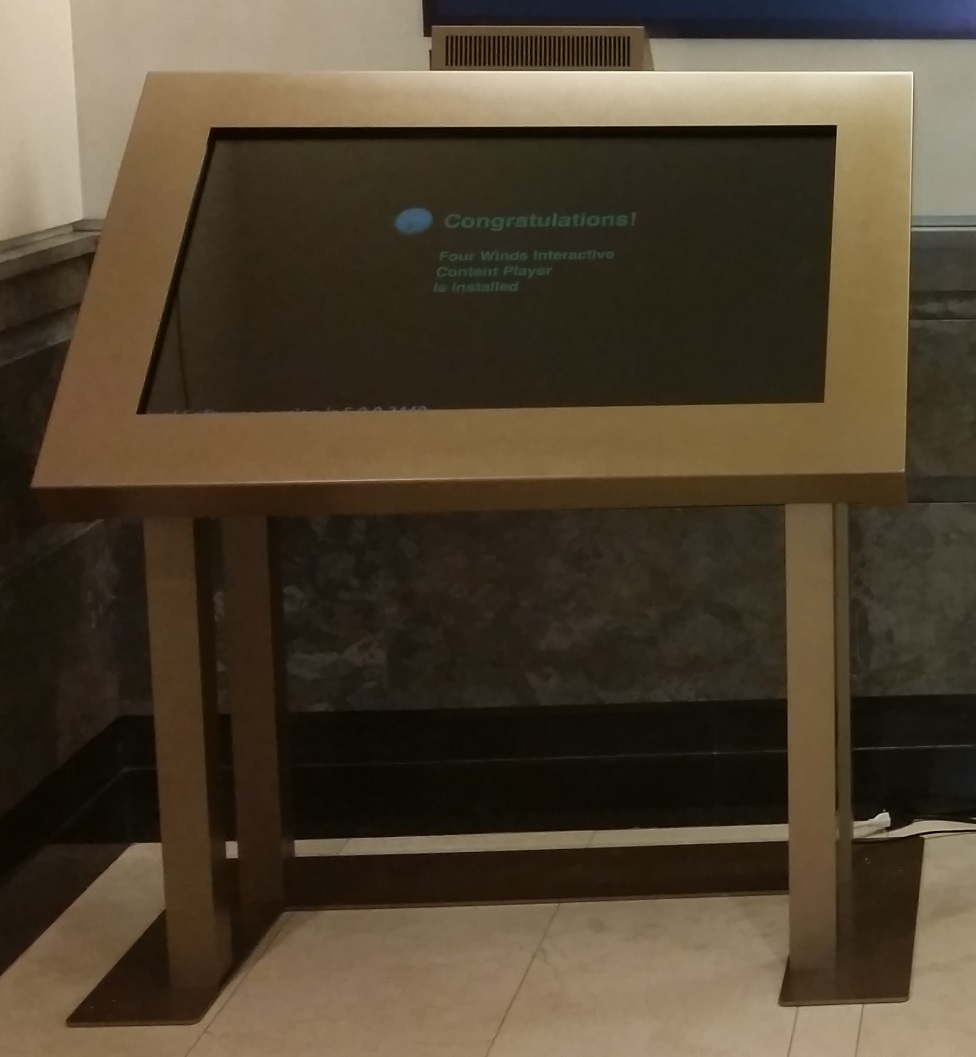 Congratulations!
Four Winds Interactive
Content Player
is installed